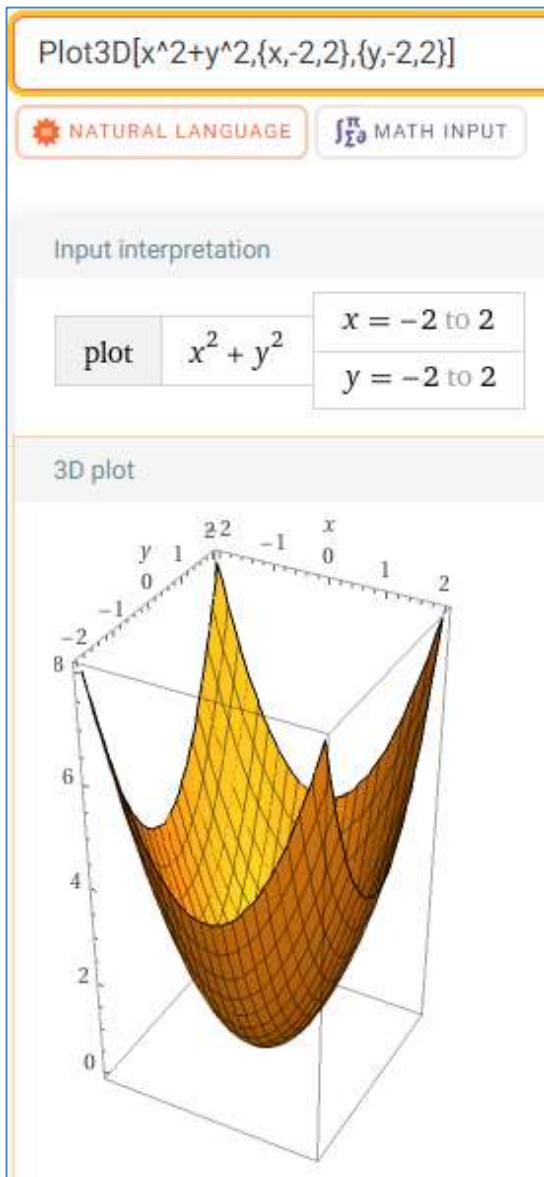 Plot3D[x^2+y^2,{x,-2,2},{y,-2,2}]
NATURAL LANGUAGE
∫π Σ∂ MATH INPUT
Input interpretation
plot x² + y² x = −2 to 2
y = −2 to 2
3D plot
2 -2 x
y 1 −1 0
0 1
−1 2
−2
8
6
4
2
0